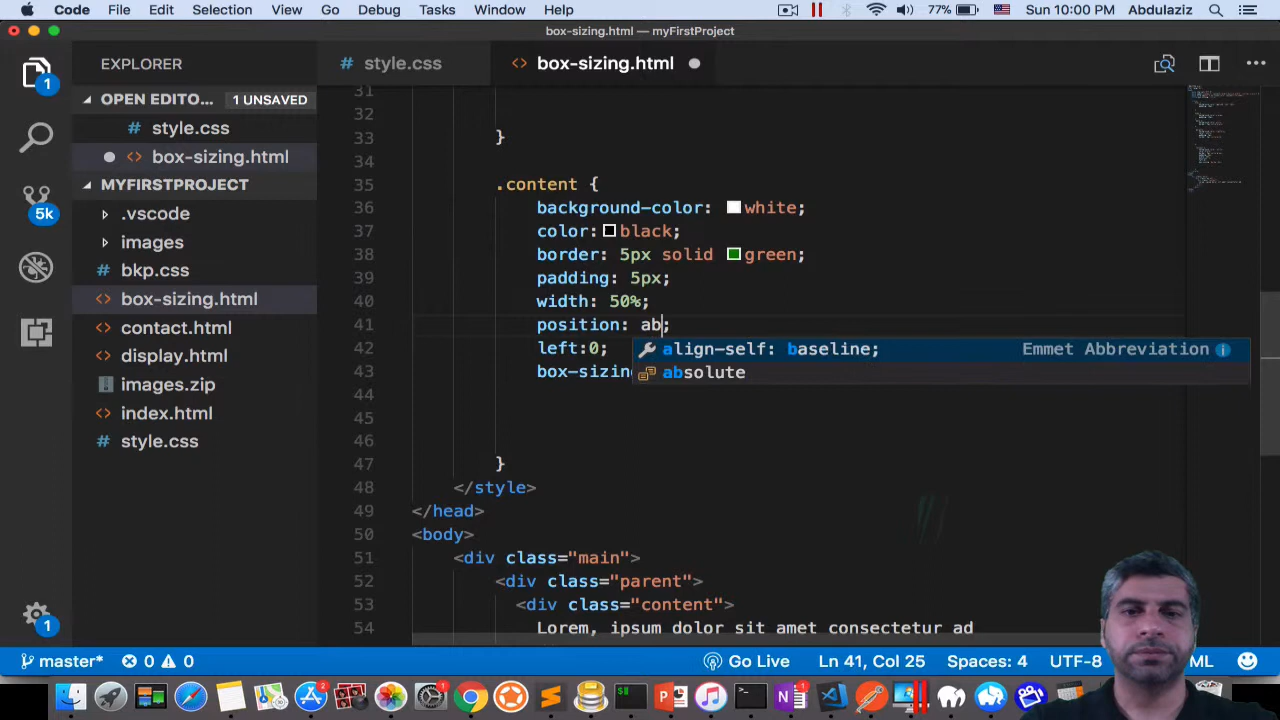 Code File Edit Selection View Go Debug Tasks Window Help 77% Sun 10:00 PM Abdulaziz
box-sizing.html — myFirstProject
EXPLORER
# style.css
<> box-sizing.html
OPEN EDITO... 1 UNSAVED
# style.css
<> box-sizing.html
MYFIRSTPROJECT
.vscode
images
# bkp.css
<> box-sizing.html
<> contact.html
<> display.html
images.zip
<> index.html
# style.css
1
5k
1
31
32
33 }
34
35 .content {
36 background-color: white;
37 color: black;
38 border: 5px solid green;
39 padding: 5px;
40 width: 50%;
41 position: ab;
42 left:0;
43 box-sizin
align-self: baseline; Emmet Abbreviation
absolute
44
45
46
47 }
48 </style>
49 </head>
50 <body>
51 <div class="main">
52 <div class="parent">
53 <div class="content">
54 Lorem, ipsum dolor sit amet consectetur ad
master* 0 0 Go Live Ln 41, Col 25 Spaces: 4 UTF-8 ML